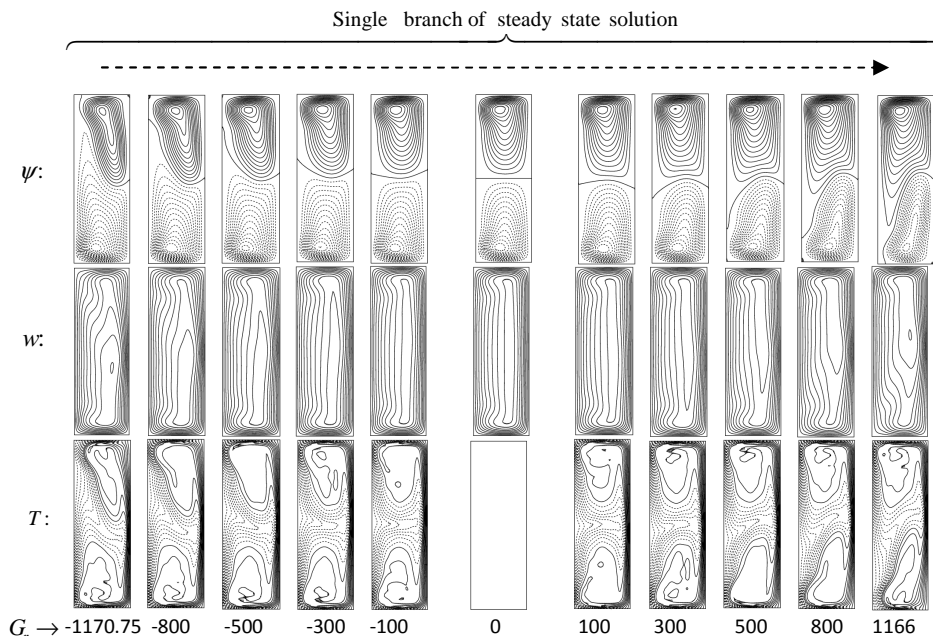 Single branch of steady state solution
ψ:
w:
T:
G → -1170.75 -800 -500 -300 -100 0 100 300 500 800 1166